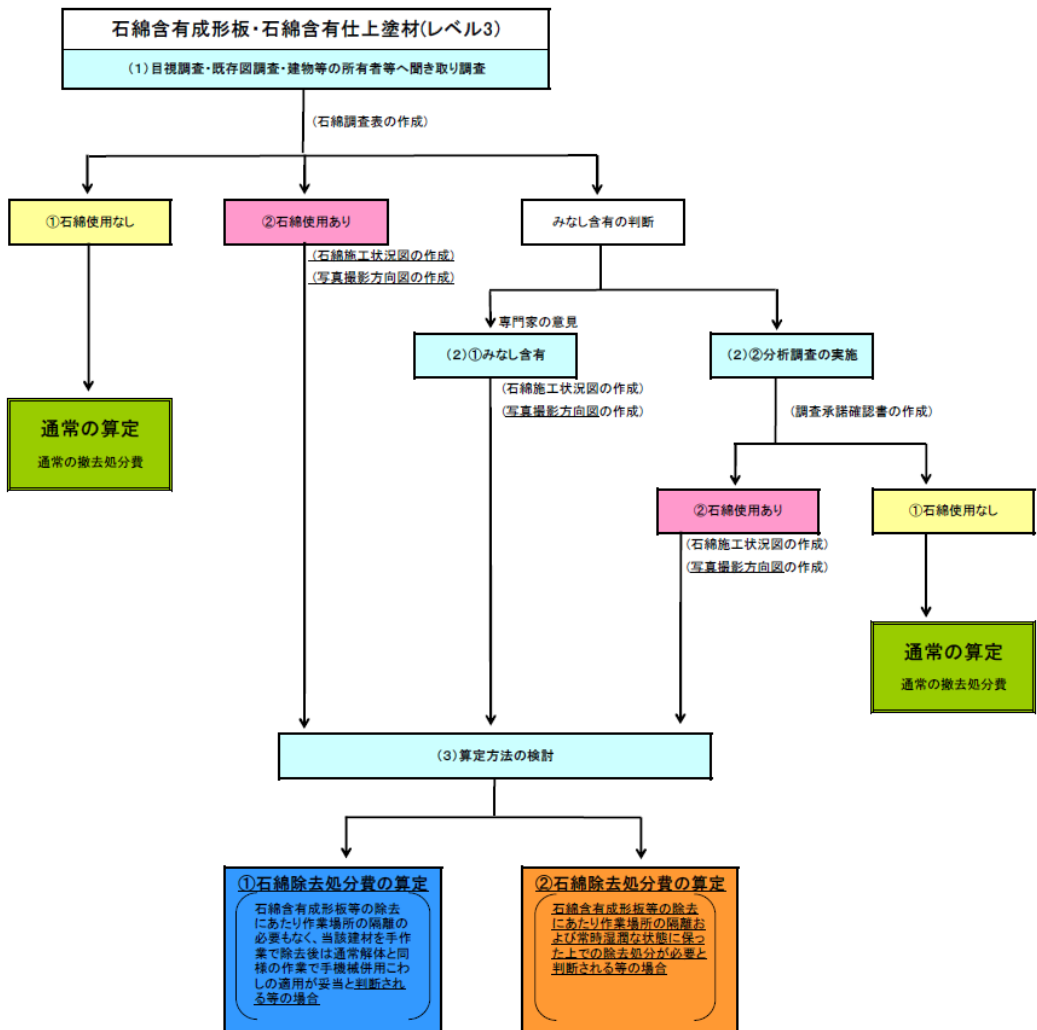 石綿含有成形板・石綿含有仕上塗材(レベル3)
(1)目視調査・既存図調査・建物等の所有者等へ聞き取り調査
(石綿調査表の作成)
①石綿使用なし
②石綿使用あり
みなし含有の判断
(石綿施工状況図の作成)
(写真撮影方向図の作成)
専門家の意見
(2)①みなし含有
(2)②分析調査の実施
(石綿施工状況図の作成)
(写真撮影方向図の作成)
(調査承諾確認書の作成)
通常の算定
通常の撤去処分費
②石綿使用あり
①石綿使用なし
(石綿施工状況図の作成)
(写真撮影方向図の作成)
通常の算定
通常の撤去処分費
(3)算定方法の検討
①石綿除去処分費の算定
石綿含有成形板等の除去
にあたり作業場所の隔離の
必要もなく、当該建材を手作
業で除去後は通常解体と同
様の作業で手機械併用こわ
しの適用が妥当と判断され
る等の場合
②石綿除去処分費の算定
石綿含有成形板等の除去
にあたり作業場所の隔離お
よび常時湿潤な状態に保っ
た上での除去処分が必要と
判断される等の場合